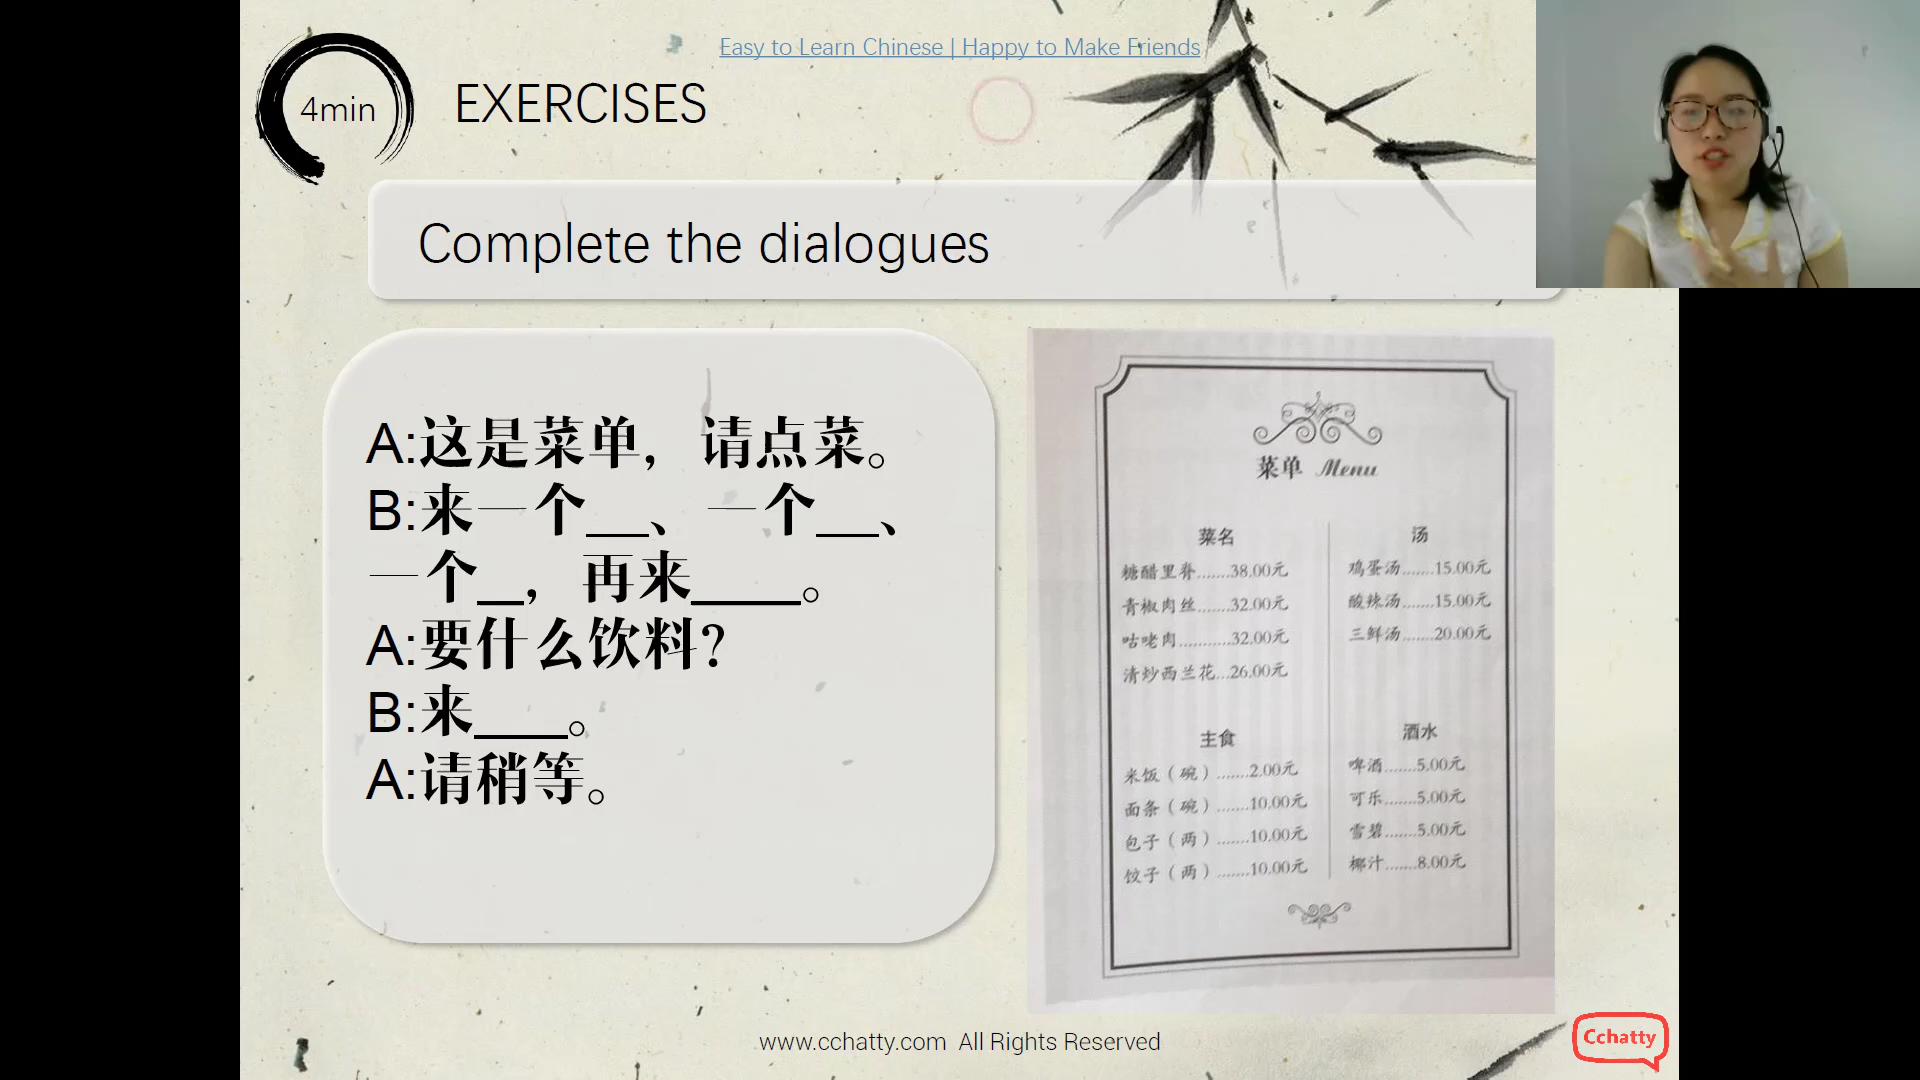 Easy to Learn Chinese | Happy to Make Friends
4min
EXERCISES
Complete the dialogues
A:这是菜单，请点菜。
B:来一个__、一个__、
一个__，再来____。
A:要什么饮料？
B:来____。
A:请稍等。
菜单 Menu
菜名
糖醋里脊.......38.00元
青椒肉丝.......32.00元
咕咾肉...........32.00元
清炒西兰花...26.00元
汤
鸡蛋汤.......15.00元
酸辣汤.......15.00元
三鲜汤.......20.00元
主食
米饭（碗）.......2.00元
面条（碗）.......10.00元
包子（两）.......10.00元
饺子（两）.......10.00元
酒水
啤酒.......5.00元
可乐.......5.00元
雪碧.......5.00元
椰汁.......8.00元
www.cchatty.com All Rights Reserved
Cchatty